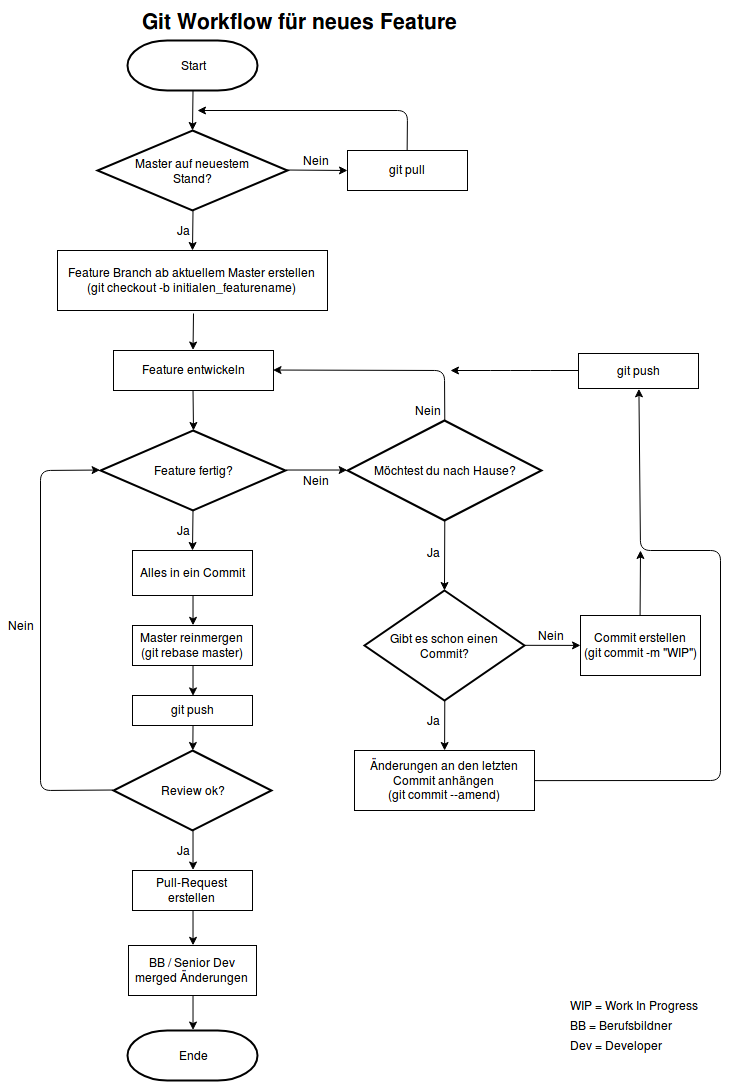 Git Workflow für neues Feature
Start
Master auf neuestem
Stand?
Nein
git pull
Ja
Feature Branch ab aktuellem Master erstellen
(git checkout -b initialen_featurename)
Feature entwickeln
git push
Nein
Feature fertig?
Nein
Möchtest du nach Hause?
Ja
Ja
Alles in ein Commit
Nein
Master reinmergen
(git rebase master)
Gibt es schon einen
Commit?
Nein
Commit erstellen
(git commit -m "WIP")
git push
Ja
Änderungen an den letzten
Commit anhängen
(git commit --amend)
Review ok?
Ja
Pull-Request
erstellen
BB / Senior Dev
merged Änderungen
Ende
WIP = Work In Progress
BB = Berufsbildner
Dev = Developer